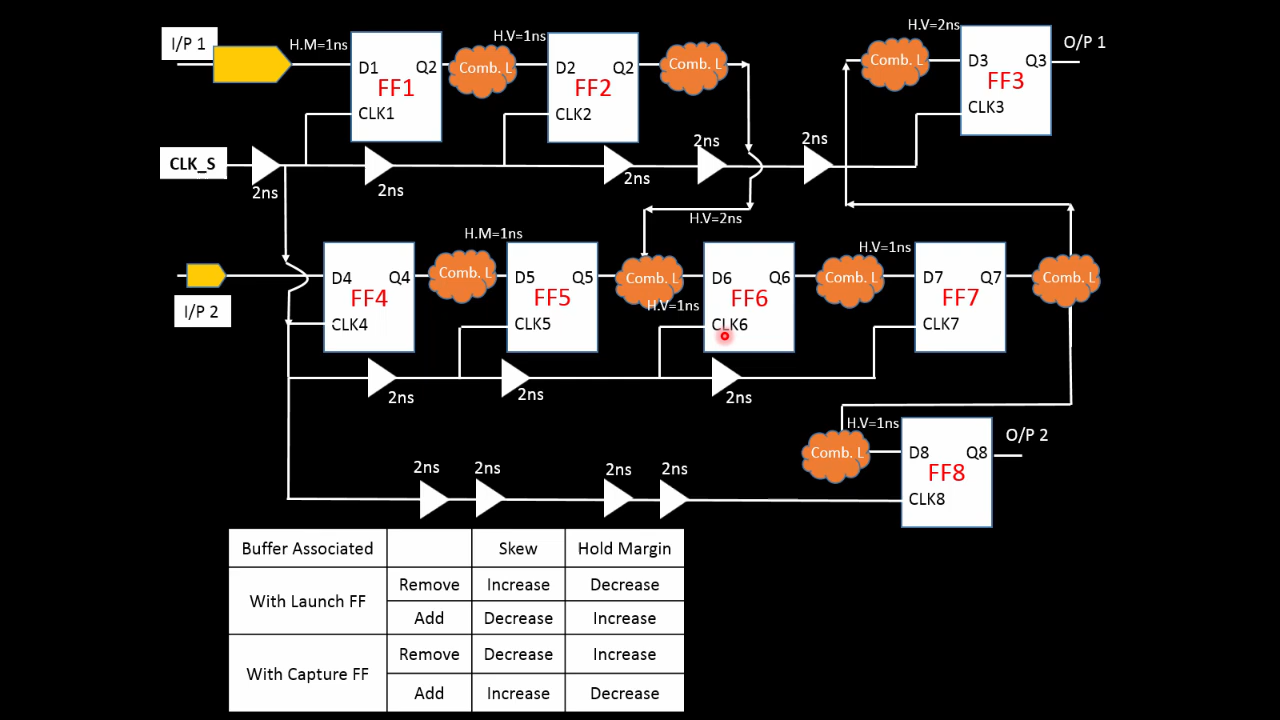 I/P 1
H.M=1ns
D1
Q2
FF1
CLK1
H.V=1ns
Comb. L
D2
Q2
FF2
CLK2
Comb. L
H.V=2ns
Comb. L
D3
Q3
FF3
CLK3
O/P 1
CLK_S
2ns
2ns
2ns
2ns
2ns
H.V=2ns
I/P 2
D4
Q4
FF4
CLK4
H.M=1ns
Comb. L
D5
Q5
FF5
CLK5
Comb. L
H.V=1ns
D6
Q6
FF6
CLK6
Comb. L
H.V=1ns
D7
Q7
FF7
CLK7
Comb. L
2ns
2ns
2ns
H.V=1ns
Comb. L
D8
Q8
FF8
CLK8
O/P 2
2ns
2ns
2ns
2ns
Buffer Associated
Skew
Hold Margin
With Launch FF
Remove
Increase
Decrease
Add
Decrease
Increase
With Capture FF
Remove
Decrease
Increase
Add
Increase
Decrease